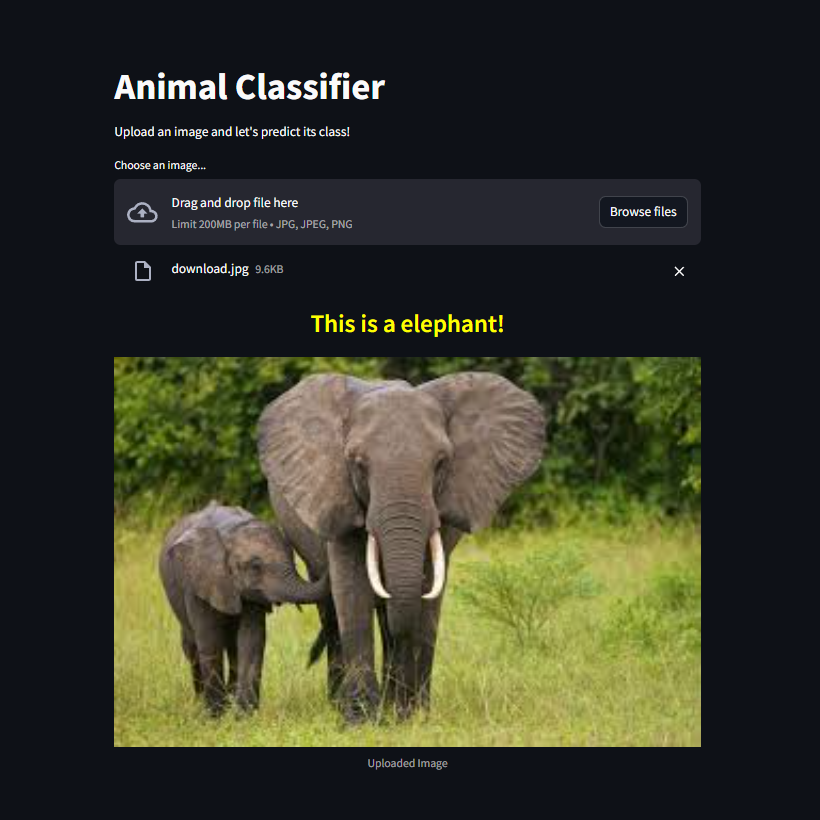 Animal Classifier
Upload an image and let's predict its class!
Choose an image...
Drag and drop file here
Limit 200MB per file • JPG, JPEG, PNG
Browse files
download.jpg 9.6KB
This is a elephant!
Uploaded Image